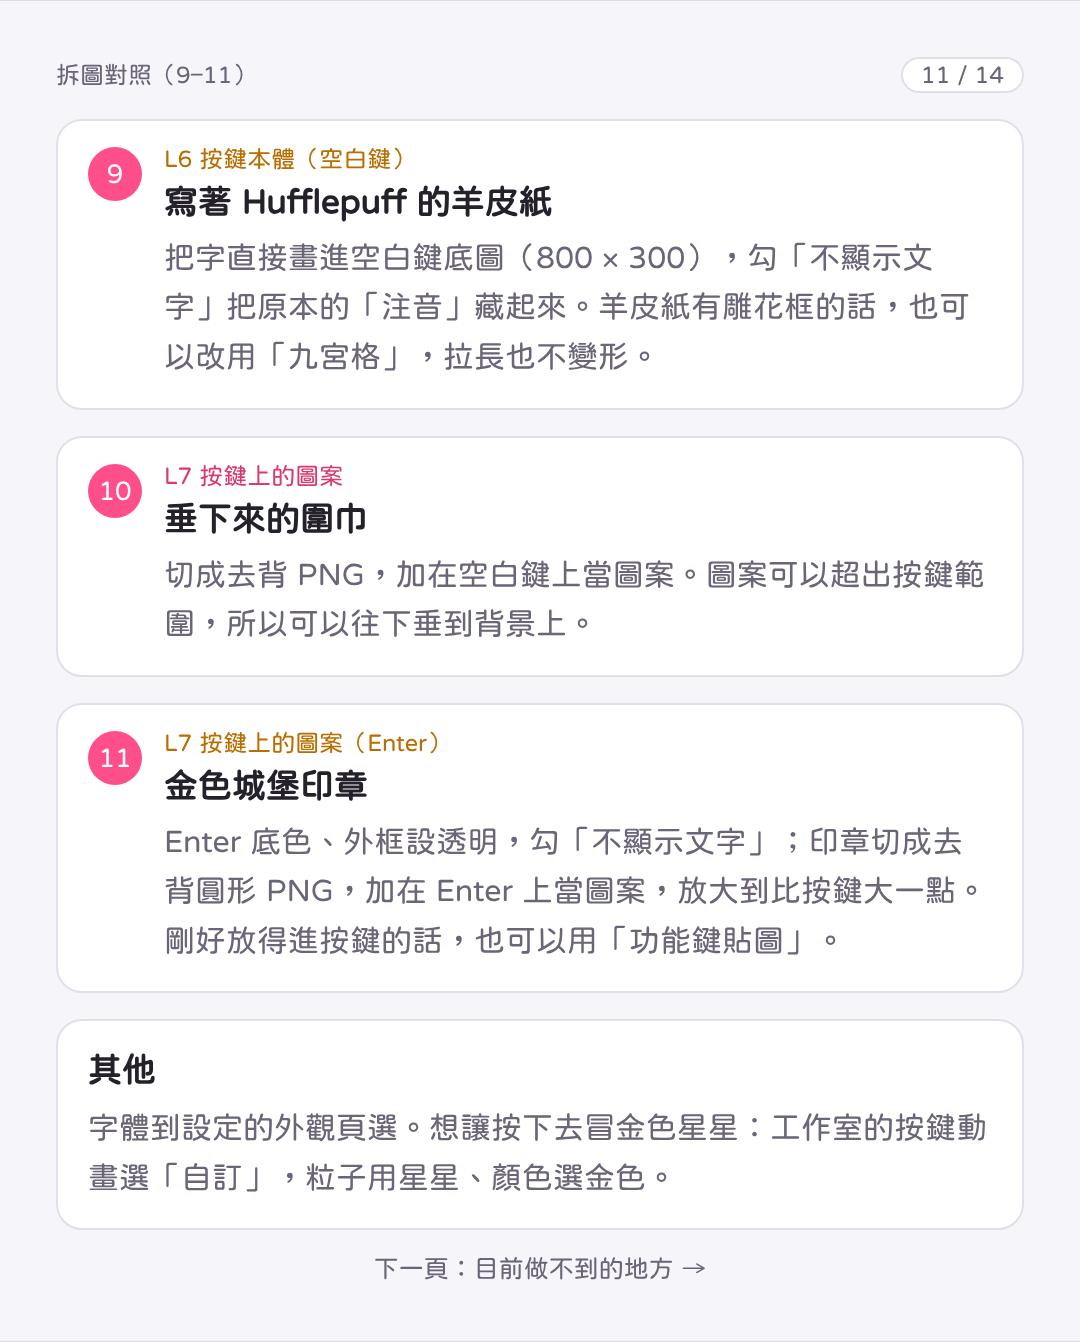 拆圖對照（9–11）
11 / 14
9
L6 按鍵本體（空白鍵）
寫著 Hufflepuff 的羊皮紙
把字直接畫進空白鍵底圖（800 × 300），勾「不顯示文
字」把原本的「注音」藏起來。羊皮紙有雕花框的話，也可
以改用「九宮格」，拉長也不變形。
10
L7 按鍵上的圖案
垂下來的圍巾
切成去背 PNG，加在空白鍵上當圖案。圖案可以超出按鍵範
圍，所以可以往下垂到背景上。
11
L7 按鍵上的圖案（Enter）
金色城堡印章
Enter 底色、外框設透明，勾「不顯示文字」；印章切成去
背圓形 PNG，加在 Enter 上當圖案，放大到比按鍵大一點。
剛好放得進按鍵的話，也可以用「功能鍵貼圖」。
其他
字體到設定的外觀頁選。想讓按下去冒金色星星：工作室的按鍵動
畫選「自訂」，粒子用星星、顏色選金色。
下一頁：目前做不到的地方 →